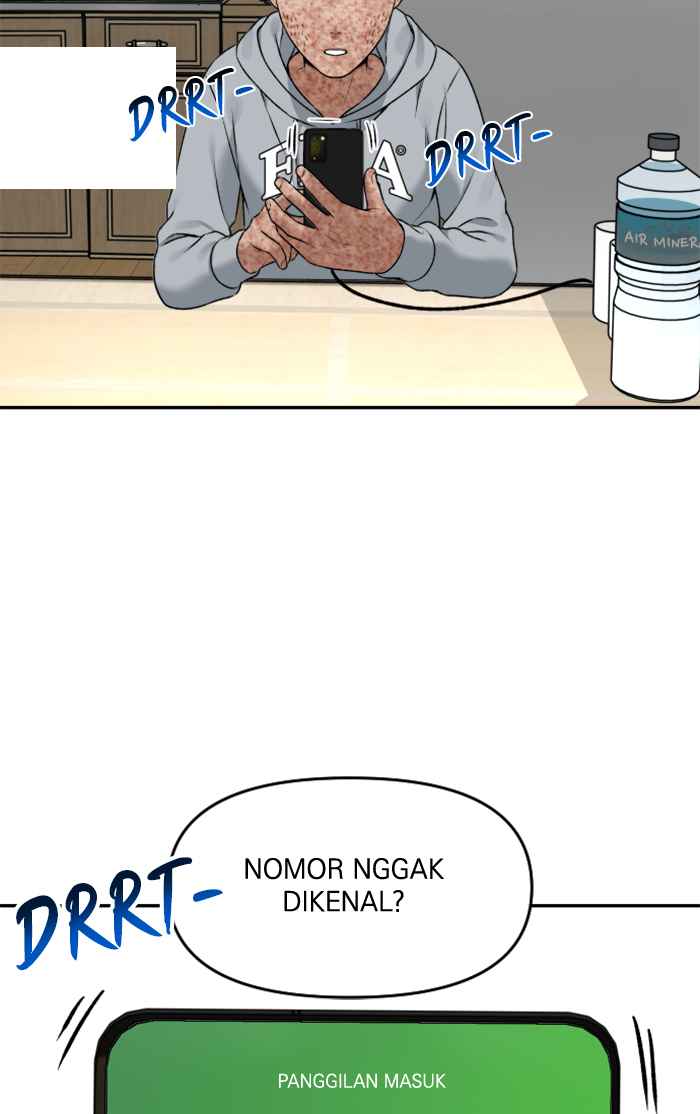 DRRT-
DRRT-
AIR MINER
NOMOR NGGAK
DIKENAL?
DRRT-
PANGGILAN MASUK